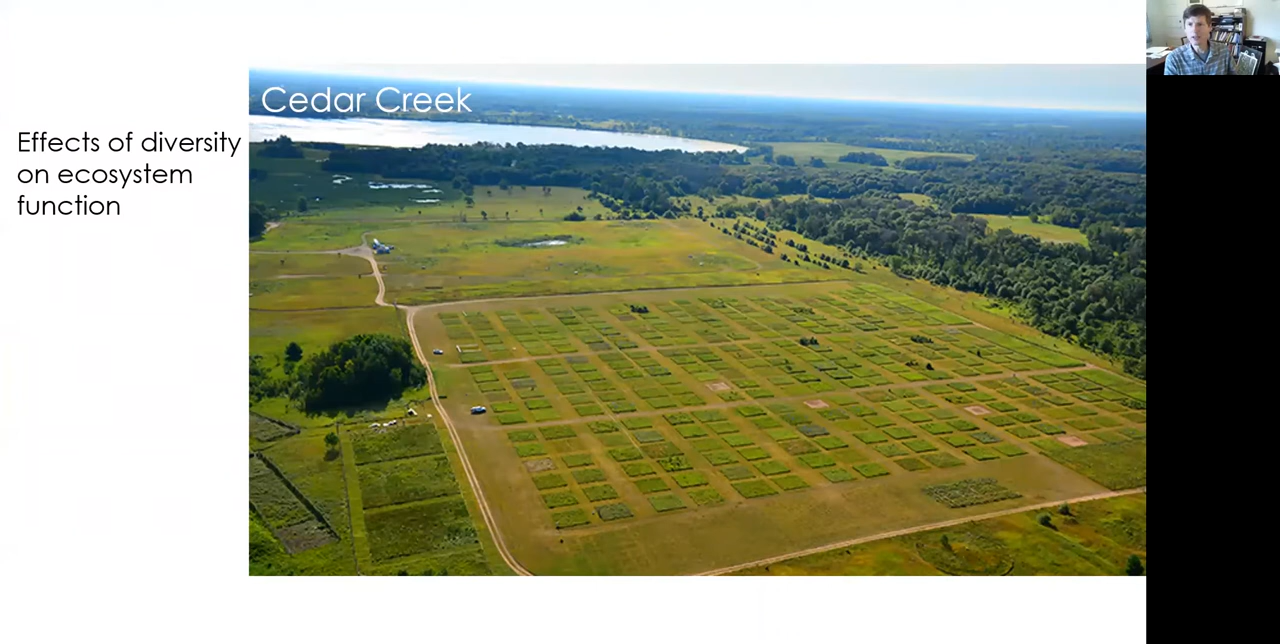 Cedar Creek
Effects of diversity
on ecosystem
function